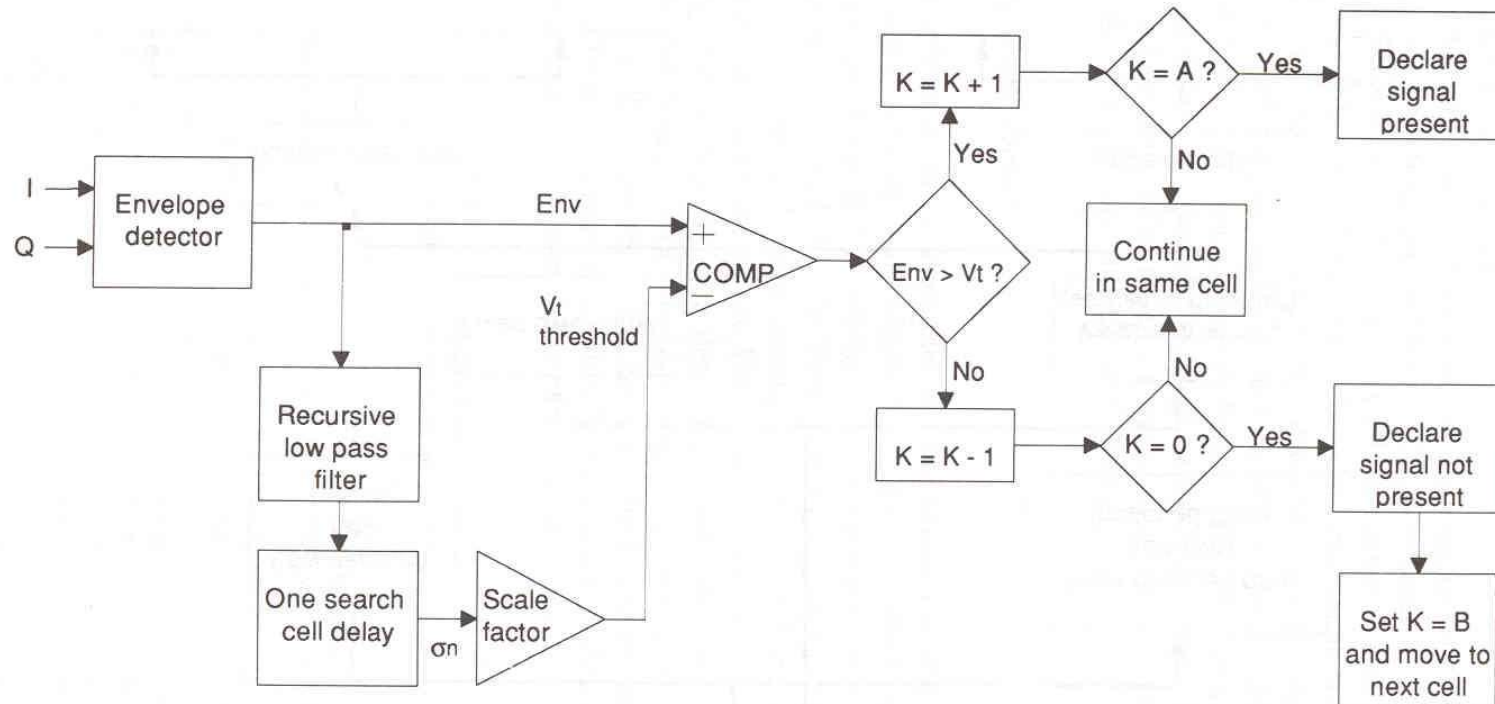 I
Q
Envelope
detector
Env
+
COMP
−
Vt
threshold
Recursive
low pass
filter
One search
cell delay
σn
Scale
factor
Env > Vt ?
Yes
K = K + 1
K = A ?
Yes
Declare
signal
present
No
Continue
in same cell
No
No
K = K - 1
K = 0 ?
Yes
Declare
signal not
present
Set K = B
and move to
next cell